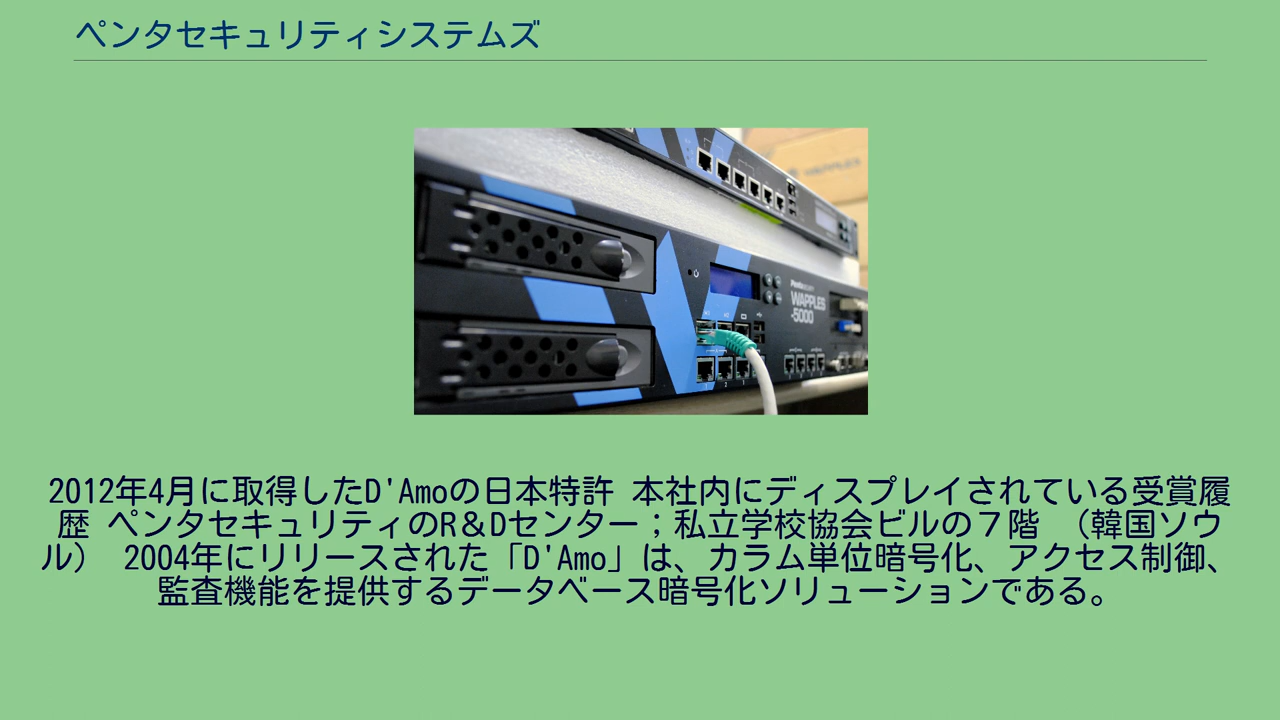 ペンタセキュリティシステムズ
WAPPLES
PentaSECURITY
WAPPLES
-5000
2012年4月に取得したD'Amoの日本特許 本社内にディスプレイされている受賞履
歴 ペンタセキュリティのR＆Dセンター；私立学校協会ビルの７階 （韓国ソウ
ル） 2004年にリリースされた「D'Amo」は、カラム単位暗号化、アクセス制御、
監査機能を提供するデータベース暗号化ソリューションである。